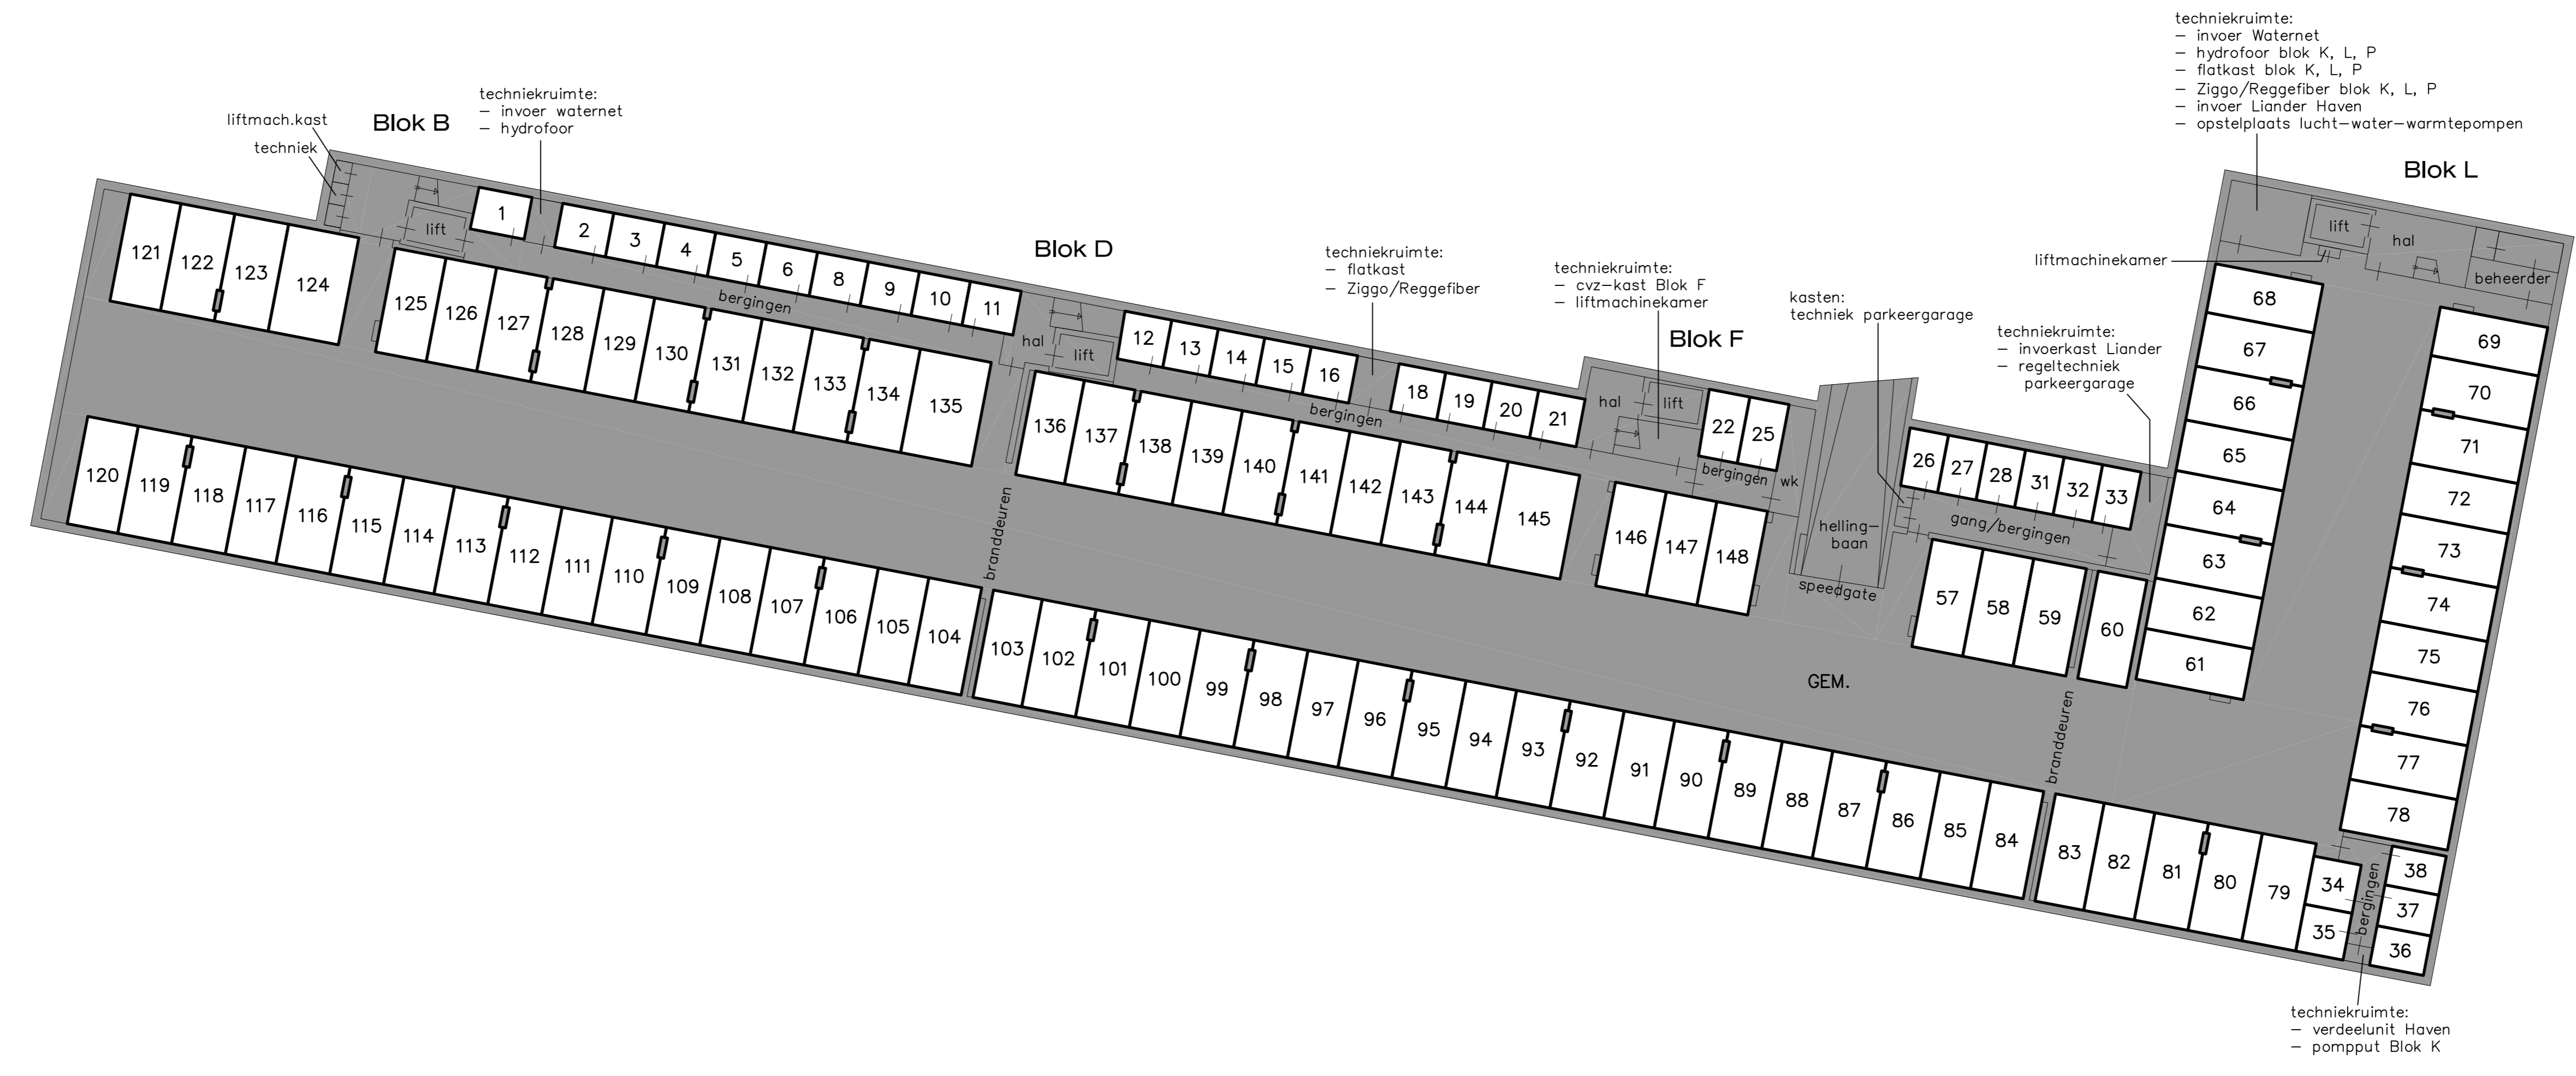 techniekruimte:
– invoer Waternet
– hydrofoor blok K, L, P
– flatkast blok K, L, P
– Ziggo/Reggefiber blok K, L, P
– invoer Liander Haven
– opstelplaats lucht–water–warmtepompen
Blok L
techniekruimte:
– invoer waternet
– hydrofoor
Blok B
liftmach.kast
techniek
Blok D
techniekruimte:
– flatkast
– Ziggo/Reggefiber
techniekruimte:
– cvz–kast Blok F
– liftmachinekamer
Blok F
kasten:
techniek parkeergarage
techniekruimte:
– invoerkast Liander
– regeltechniek
parkeergarage
liftmachinekamer
lift
hal
beheerder
lift
1
2
3
4
5
6
8
9
10
11
bergingen
hal
lift
12
13
14
15
16
18
19
20
21
bergingen
hal
lift
22
25
bergingen
wk
helling–
baan
speedgate
26
27
28
31
32
33
gang/bergingen
121
122
123
124
125
126
127
128
129
130
131
132
133
134
135
136
137
138
139
140
141
142
143
144
145
146
147
148
57
58
59
60
61
62
63
64
65
66
67
68
69
70
71
72
73
74
75
76
77
78
branddeuren
GEM.
branddeuren
120
119
118
117
116
115
114
113
112
111
110
109
108
107
106
105
104
103
102
101
100
99
98
97
96
95
94
93
92
91
90
89
88
87
86
85
84
83
82
81
80
79
34
35
bergingen
38
37
36
techniekruimte:
– verdeelunit Haven
– pompput Blok K